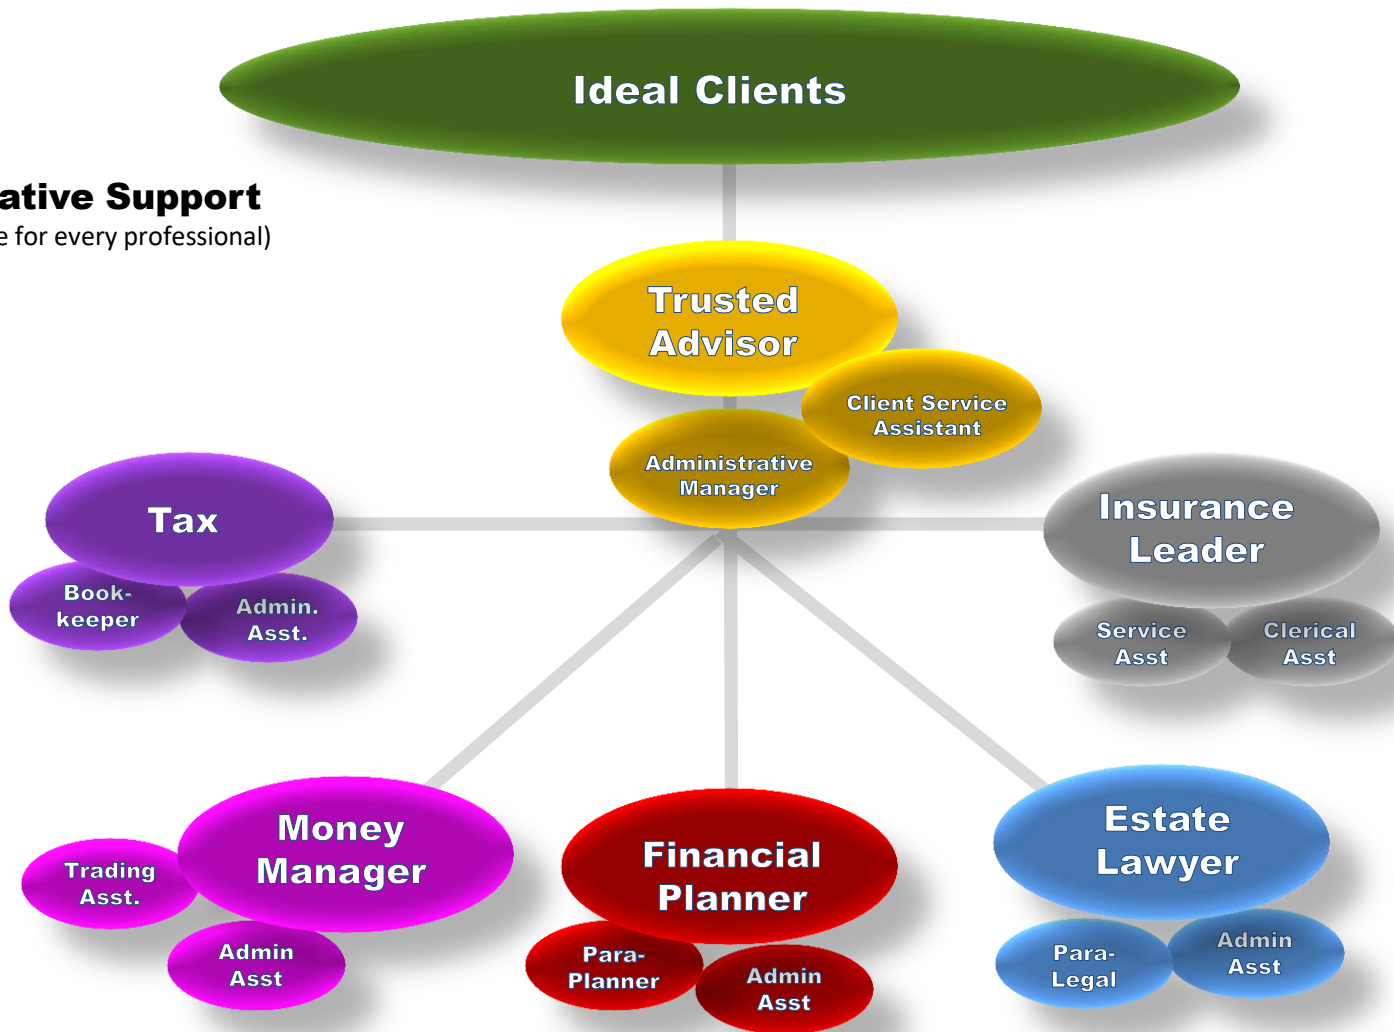 Ideal Clients
ative Support
e for every professional)
Trusted
Advisor
Client Service
Assistant
Administrative
Manager
Tax
Book-
keeper
Admin.
Asst.
Insurance
Leader
Service
Asst
Clerical
Asst
Money
Manager
Trading
Asst.
Admin
Asst
Financial
Planner
Para-
Planner
Admin
Asst
Estate
Lawyer
Para-
Legal
Admin
Asst